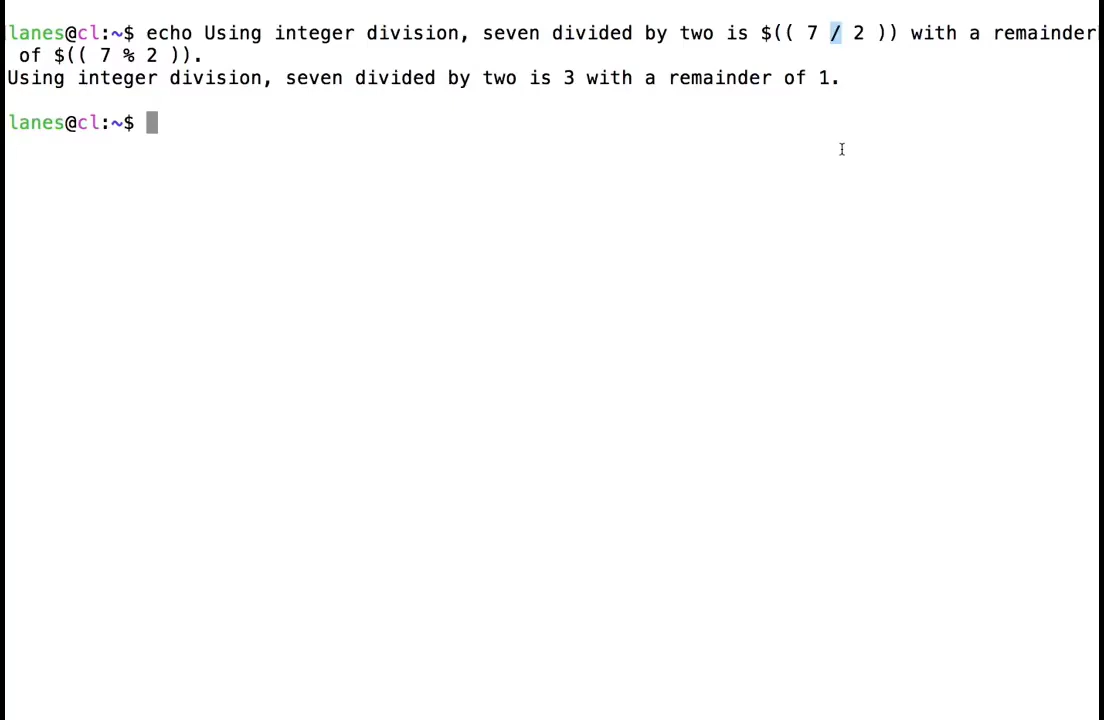 lanes@cl:~$ echo Using integer division, seven divided by two is $(( 7 / 2 )) with a remainder
of $(( 7 % 2 )).
Using integer division, seven divided by two is 3 with a remainder of 1.
lanes@cl:~$